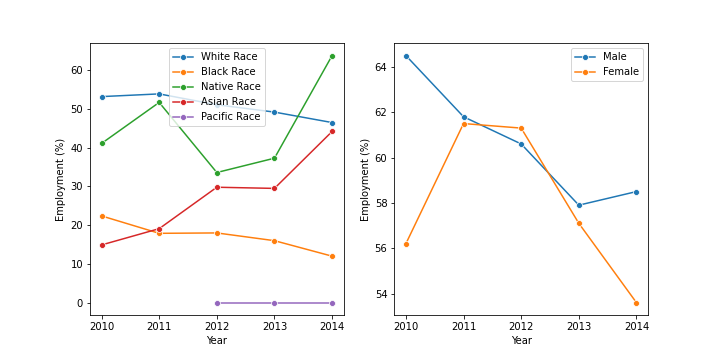 White Race
Black Race
Native Race
Asian Race
Pacific Race
60
50
40
30
20
10
0
Employment (%)
2010 2011 2012 2013 2014
Year
Male
Female
64
62
60
58
56
54
Employment (%)
2010 2011 2012 2013 2014
Year